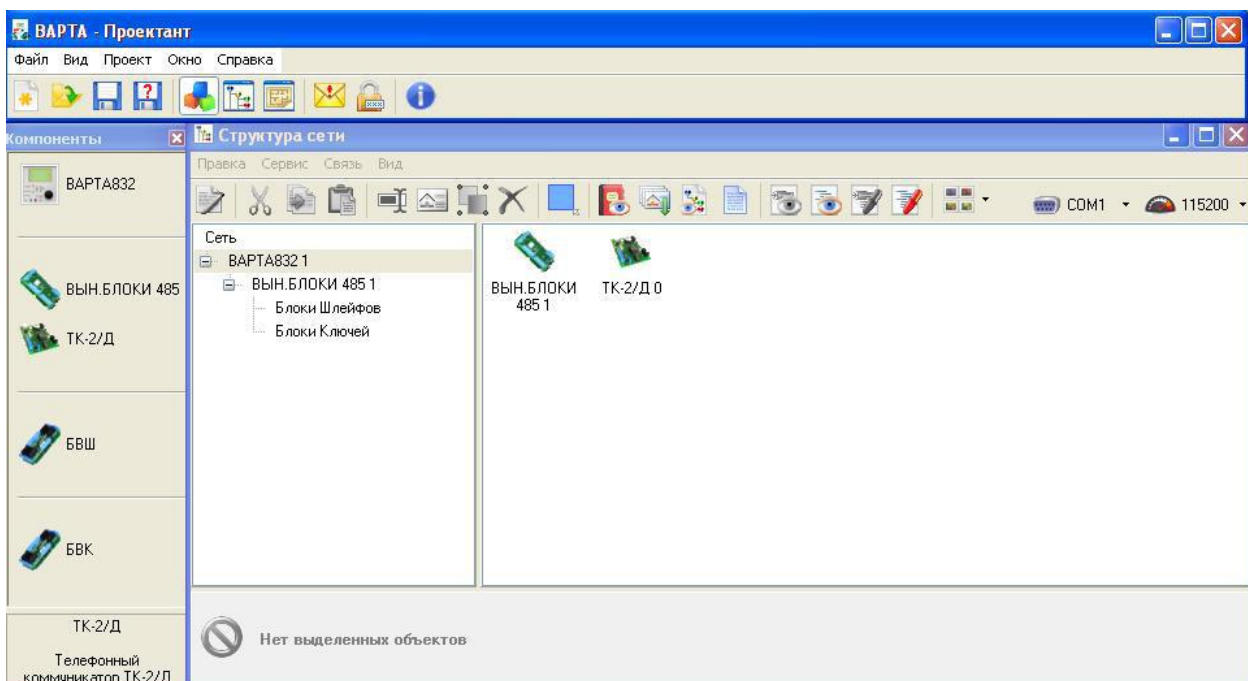 ВАРТА - Проектант
Файл Вид Проект Окно Справка
Компоненты
ВАРТА832
ВЫН.БЛОКИ 485
ТК-2/Д
БВШ
БВК
ТК-2/Д
Телефонный
коммуникатор ТК-2/Д
Структура сети
Правка Сервис Связь Вид
COM1 115200
Сеть
ВАРТА832 1
ВЫН.БЛОКИ 485 1
Блоки Шлейфов
Блоки Ключей
ВЫН.БЛОКИ
485 1
ТК-2/Д 0
Нет выделенных объектов